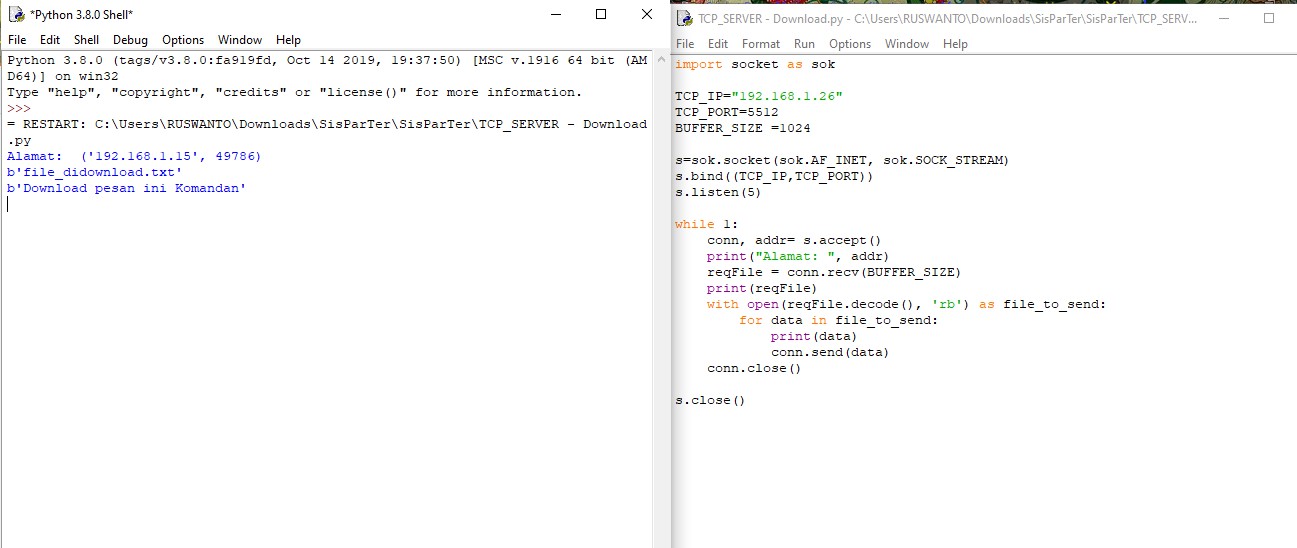 *Python 3.8.0 Shell*
File Edit Shell Debug Options Window Help
Python 3.8.0 (tags/v3.8.0:fa919fd, Oct 14 2019, 19:37:50) [MSC v.1916 64 bit (AM
D64)] on win32
Type "help", "copyright", "credits" or "license()" for more information.
>>>
= RESTART: C:\Users\RUSWANTO\Downloads\SisParTer\SisParTer\TCP_SERVER - Download
.py
Alamat:  ('192.168.1.15', 49786)
b'file_didownload.txt'
b'Download pesan ini Komandan'
TCP_SERVER - Download.py - C:\Users\RUSWANTO\Downloads\SisParTer\SisParTer\TCP_SERV...
File Edit Format Run Options Window Help
import socket as sok
TCP_IP="192.168.1.26"
TCP_PORT=5512
BUFFER_SIZE =1024
s=sok.socket(sok.AF_INET, sok.SOCK_STREAM)
s.bind((TCP_IP,TCP_PORT))
s.listen(5)
while 1:
    conn, addr= s.accept()
    print("Alamat: ", addr)
    reqFile = conn.recv(BUFFER_SIZE)
    print(reqFile)
    with open(reqFile.decode(), 'rb') as file_to_send:
        for data in file_to_send:
            print(data)
            conn.send(data)
    conn.close()
s.close()